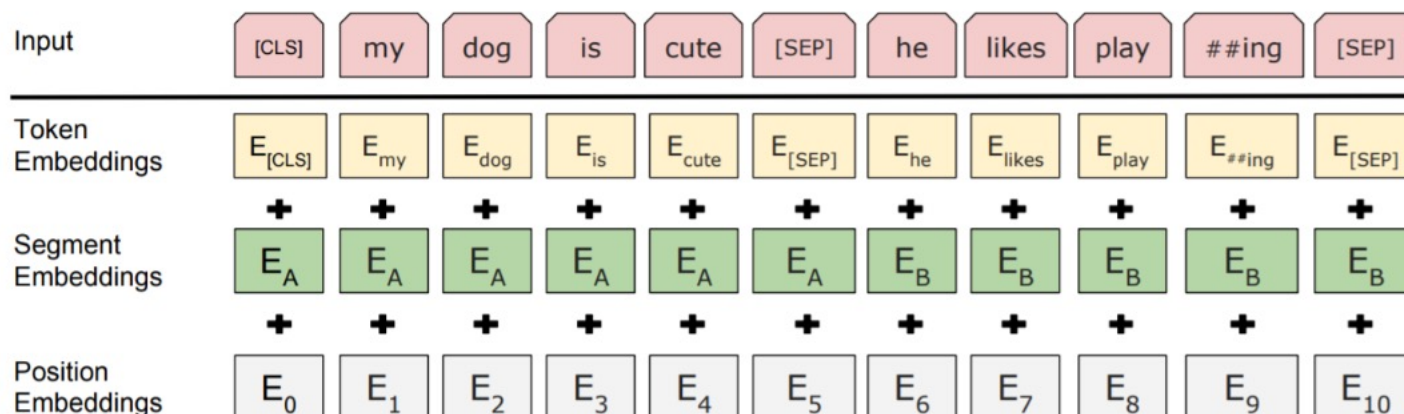 Input [CLS] my dog is cute [SEP] he likes play ##ing [SEP]
Token
Embeddings E[CLS] Emy Edog Eis Ecute E[SEP] Ehe Elikes Eplay E##ing E[SEP]
+ + + + + + + + + + +
Segment
Embeddings EA EA EA EA EA EA EB EB EB EB EB
+ + + + + + + + + + +
Position
Embeddings E0 E1 E2 E3 E4 E5 E6 E7 E8 E9 E10